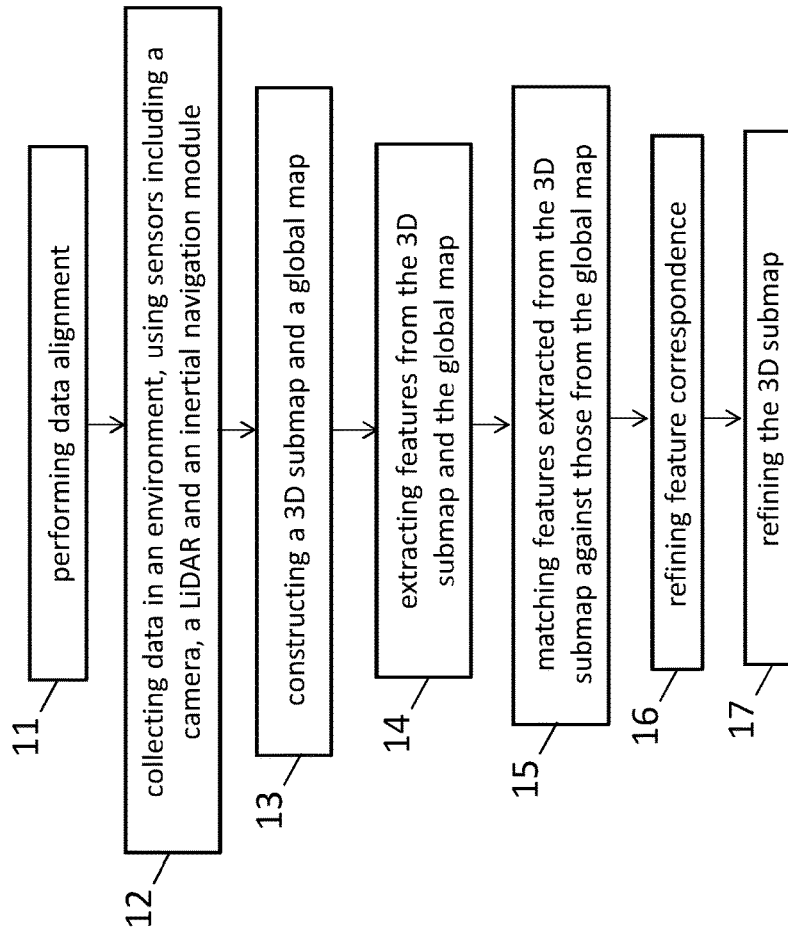 11
performing data alignment
12
collecting data in an environment, using sensors including a
camera, a LiDAR and an inertial navigation module
13
constructing a 3D submap and a global map
14
extracting features from the 3D
submap and the global map
15
matching features extracted from the 3D
submap against those from the global map
16
refining feature correspondence
17
refining the 3D submap